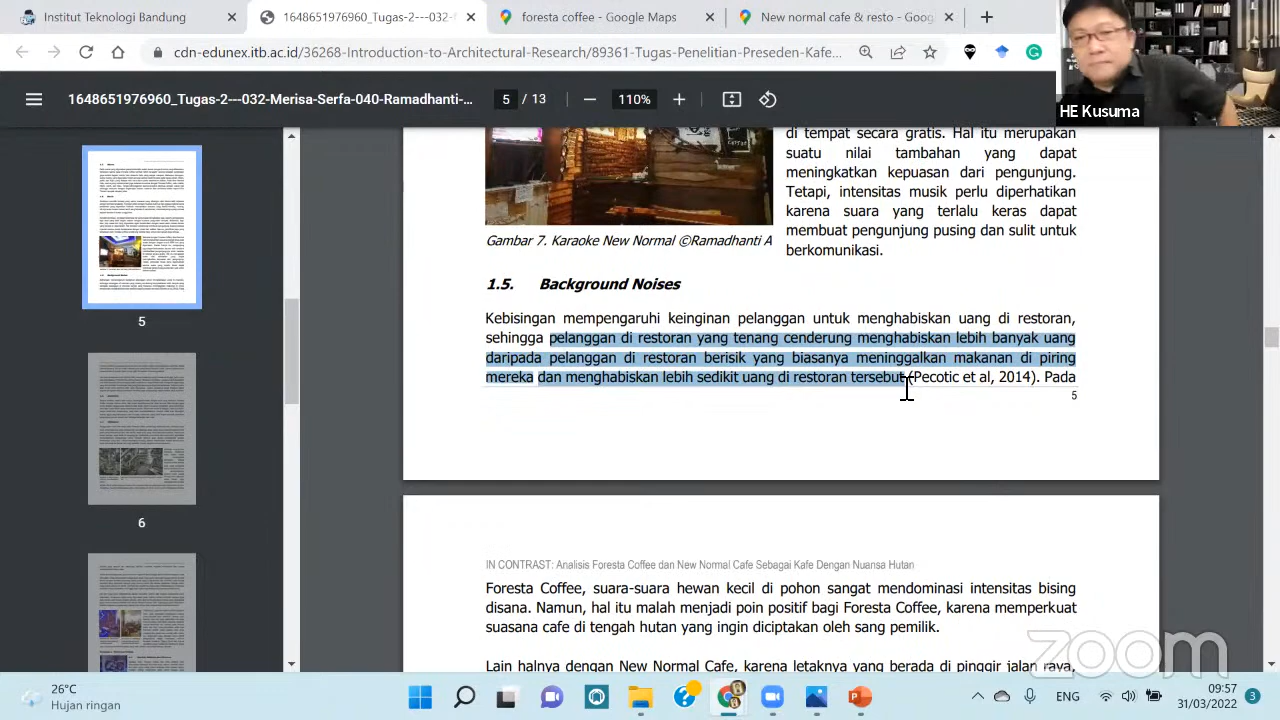 Institut Teknologi Bandung
1648651976960_Tugas-2---032
Foresta coffee - Google Maps
New normal cafe & resto - Goog
cdn-edunex.itb.ac.id/36268-Introduction-to-Architectural-Research/89361-Tugas-Penelitian-Preseden-Kafe...
HE Kusuma
1648651976960_Tugas-2---032-Merisa-Serfa-040-Ramadhanti-...
5 / 13
110%
di tempat secara gratis. Hal itu merupakan
suatu nilai tambahan yang dapat
meningkatkan kepuasan dari pengunjung.
Tetapi, intensitas musik perlu diperhatikan
karena suara yang terlalu keras dapat
membuat pengunjung pusing dan sulit untuk
berkomunikasi.
Gambar 7. Karaoke New Normal ©Ramadhanti A
1.5. Background Noises
Kebisingan mempengaruhi keinginan pelanggan untuk menghabiskan uang di restoran,
sehingga pelanggan di restoran yang tenang cenderung menghabiskan lebih banyak uang
daripada pelanggan di restoran berisik yang biasanya meninggalkan makanan di piring
mereka dan menghabiskan lebih sedikit uang di restoran tersebut (Pecotic et al, 2014). Pada
5
5
6
N CONTRAST: Antara Foresta Coffee dan New Normal Cafe Sebagai Kafe Dengan Nuansa Hutan
Foresta Coffee, suara-suara hewan kecil di pohon sangat mendominasi intensitas bising
disana. Namun, hal itu malah menjadi poin positif bagi Foresta Coffee, karena memperkuat
suasana cafe di tengah hutan yang ingin diciptakan oleh sang pemilik.
Lain halnya dengan New Normal Cafe, karena letaknya yang berada di pinggir jalan raya,
zoom
26°C
Hujan ringan
ENG
09:57
31/03/2022
3